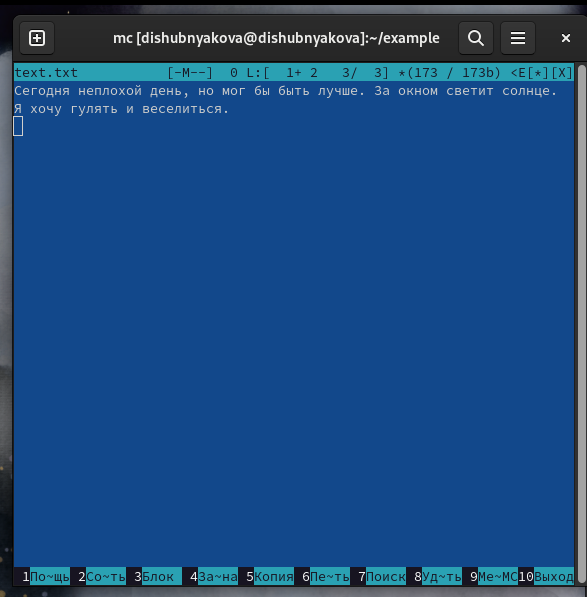 mc [dishubnyakova@dishubnyakova]:~/example
text.txt [-M--] 0 L:[ 1+ 2 3/ 3] *(173 / 173b) <E[*][X]
Сегодня неплохой день, но мог бы быть лучше. За окном светит солнце.
Я хочу гулять и веселиться.
1По~щь 2Со~ть 3Блок 4За~на 5Копия 6Пе~ть 7Поиск 8Уд~ть 9Ме~МС10Выход